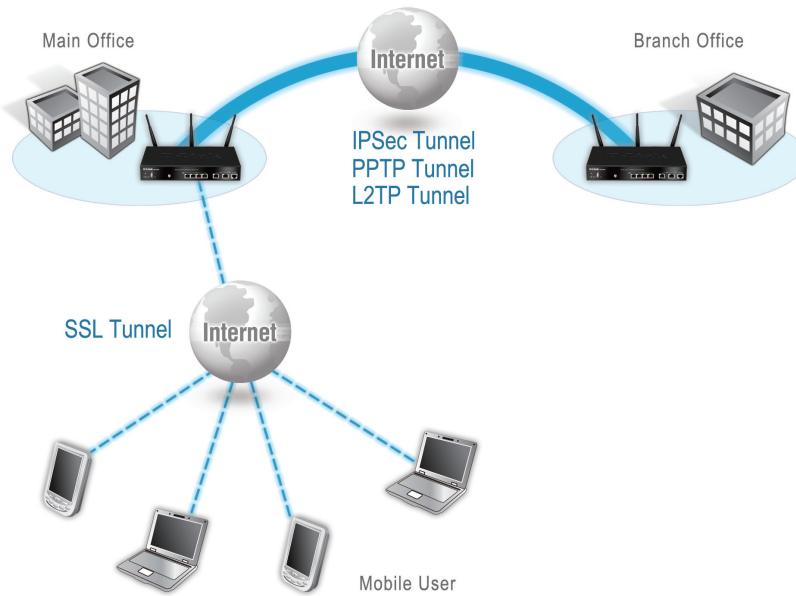 Main Office
Internet
Branch Office
IPSec Tunnel
PPTP Tunnel
L2TP Tunnel
SSL Tunnel
Internet
Mobile User